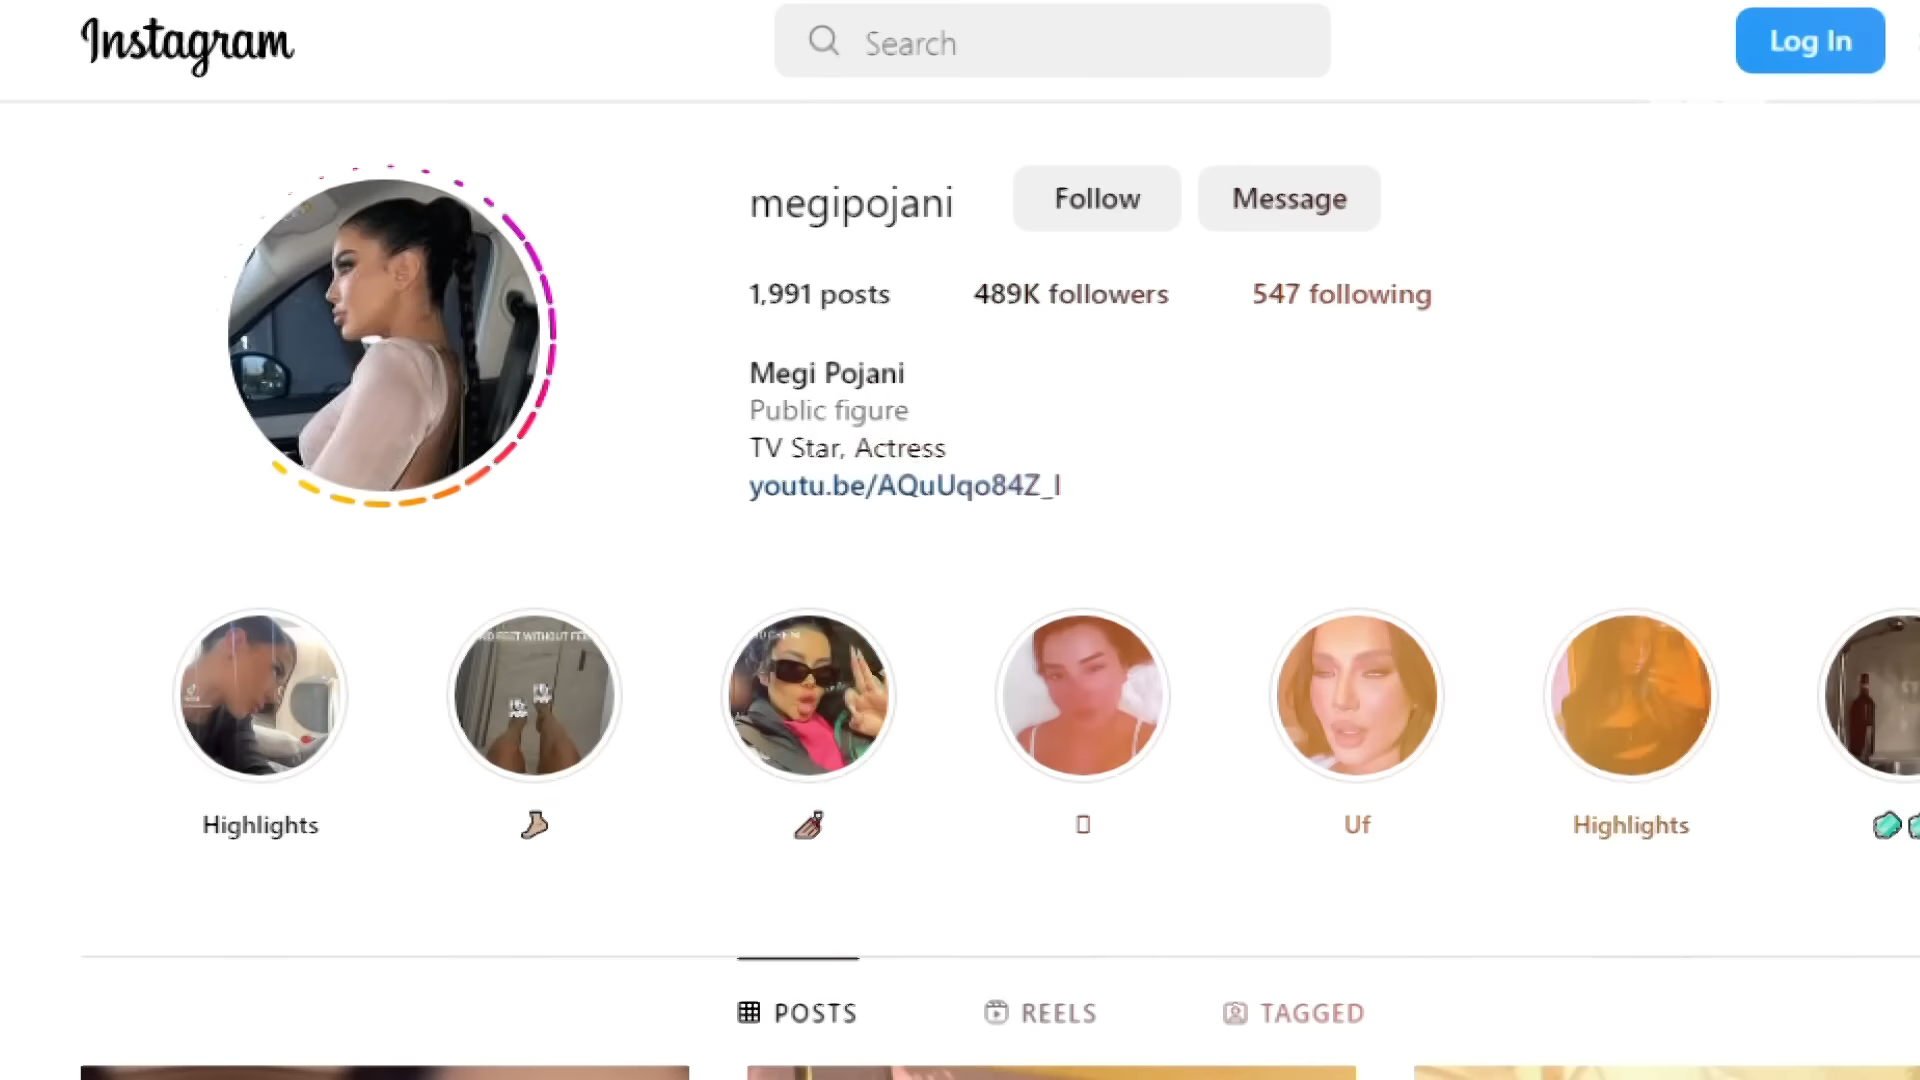 Instagram
Search
Log In
megipojani
Follow
Message
1,991 posts
489K followers
547 following
Megi Pojani
Public figure
TV Star, Actress
youtu.be/AQuUqo84Z_I
Highlights
Uf
Highlights
POSTS
REELS
TAGGED